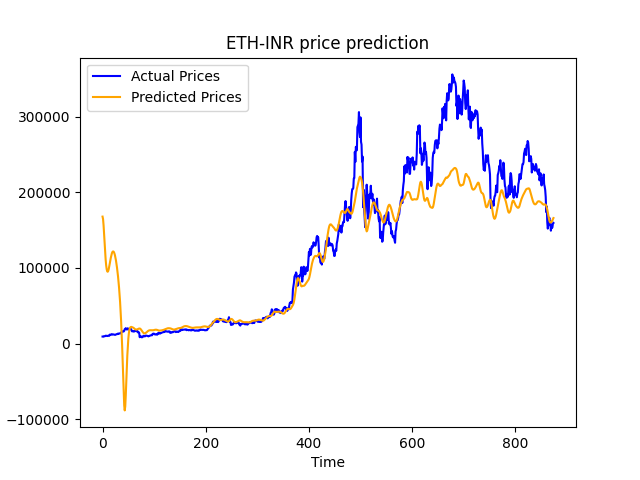 ETH-INR price prediction
Actual Prices
Predicted Prices
300000
200000
100000
0
−100000
0 200 400 600 800
Time